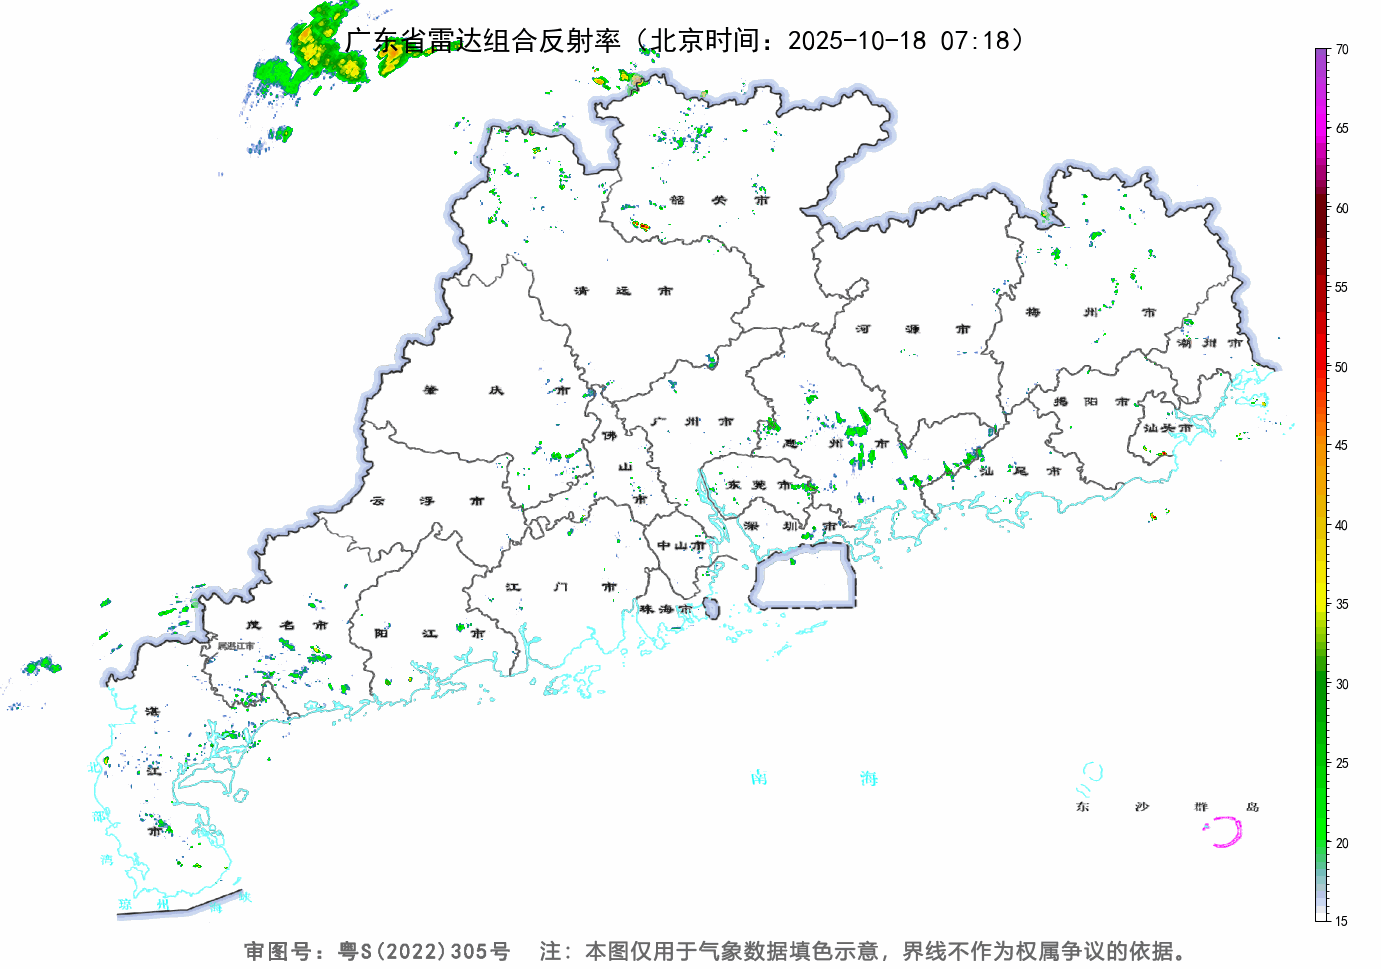 广东省雷达组合反射率（北京时间：2025-10-18 07:18）
70
65
60
55
50
45
40
35
30
25
20
15
韶关市
清远市
河源市
梅州市
潮州市
肇庆市
广州市
揭阳市
汕头市
佛山市
惠州市
汕尾市
云浮市
东莞市
深圳市
中山市
江门市
珠海市
茂名市
属湛江市
阳江市
湛江市
南海
东沙群岛
北部湾
琼州海峡
审图号：粤S(2022)305号 注：本图仅用于气象数据填色示意，界线不作为权属争议的依据。